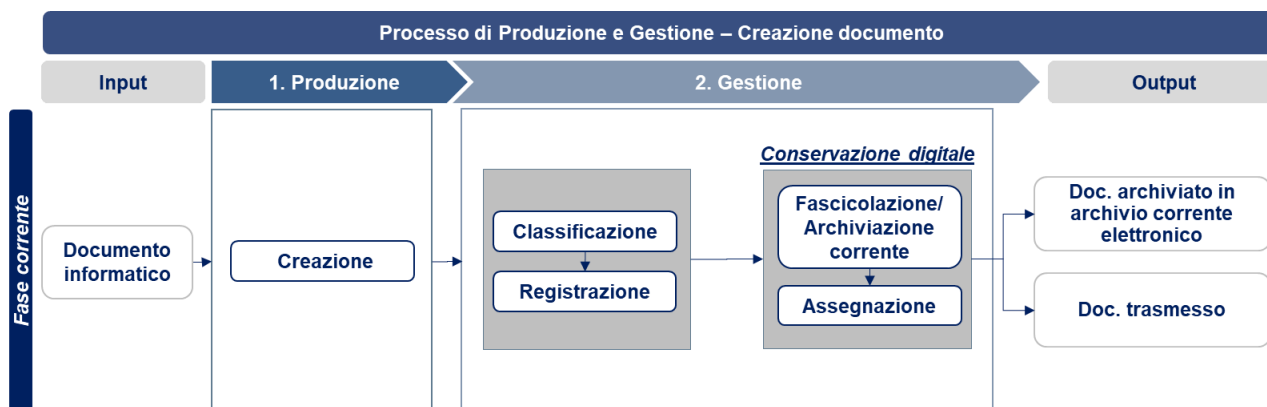 Processo di Produzione e Gestione – Creazione documento
Input
1. Produzione
2. Gestione
Output
Fase corrente
Documento
informatico
Creazione
Classificazione
Registrazione
Conservazione digitale
Fascicolazione/
Archiviazione
corrente
Assegnazione
Doc. archiviato in
archivio corrente
elettronico
Doc. trasmesso